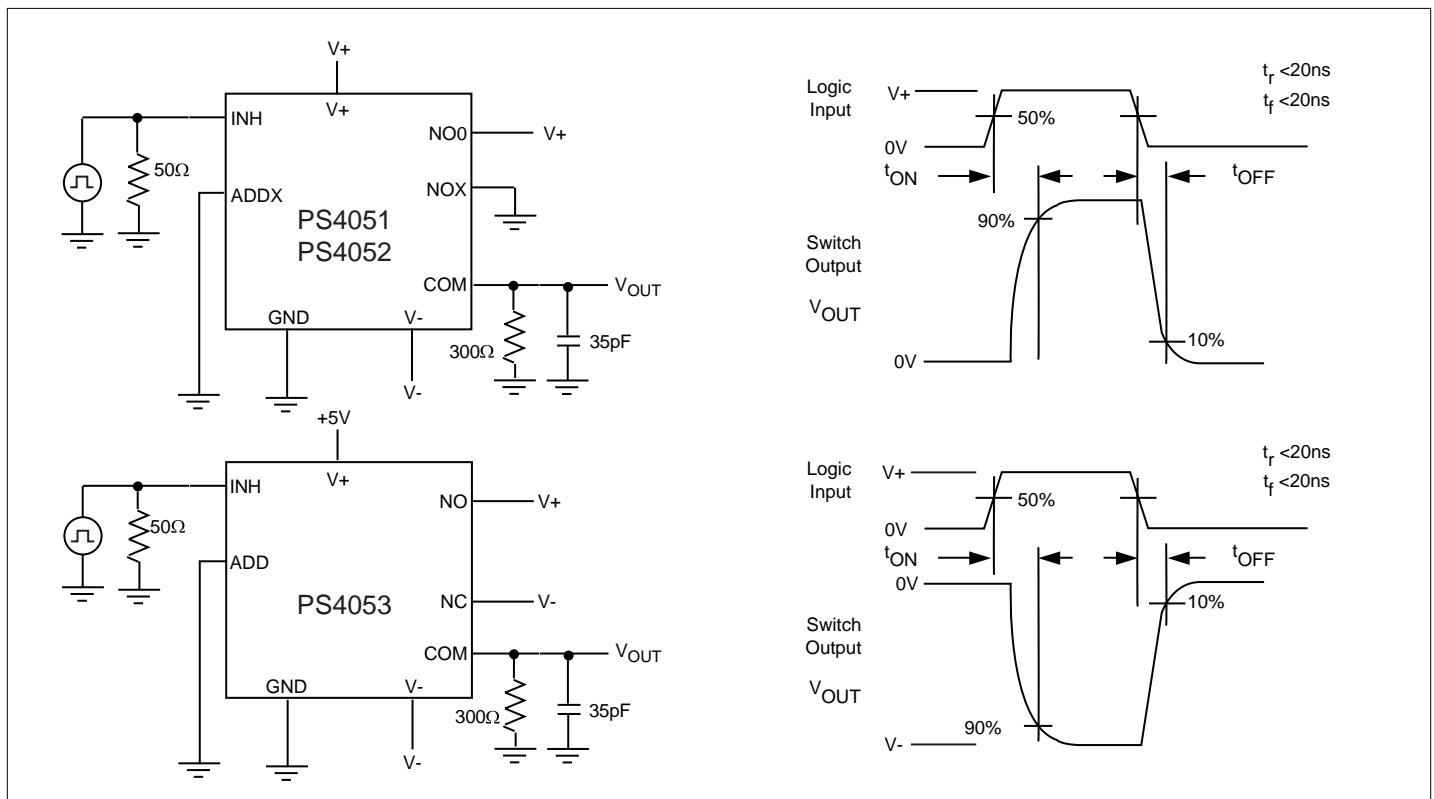 V+
V+
INH
NO0
V+
50Ω
ADDX
NOX
PS4051
PS4052
COM
VOUT
GND
V-
300Ω
35pF
V-
Logic
Input
V+
0V
50%
tr <20ns
tf <20ns
tON
tOFF
90%
Switch
Output
VOUT
10%
0V
+5V
V+
INH
NO
V+
50Ω
ADD
PS4053
NC
V-
COM
VOUT
GND
V-
300Ω
35pF
V-
Logic
Input
V+
0V
50%
tr <20ns
tf <20ns
tON
tOFF
0V
10%
Switch
Output
VOUT
90%
V-